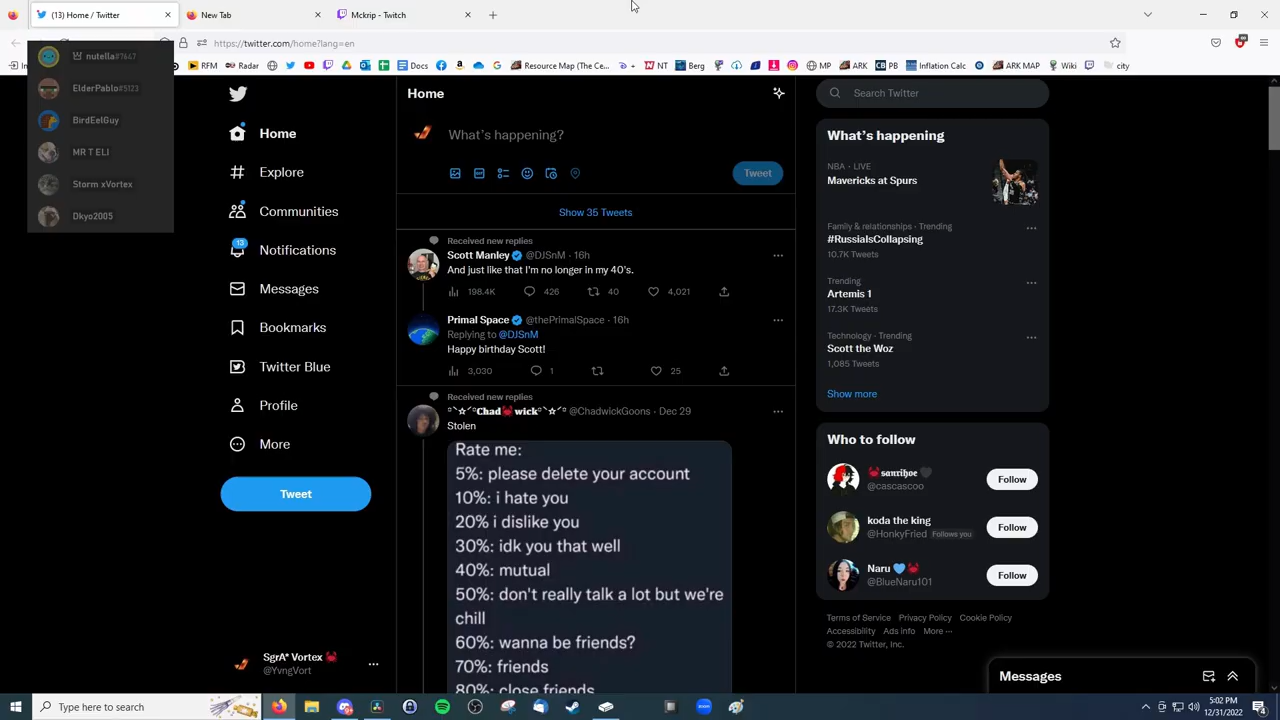 (13) Home / Twitter
New Tab
Mckrip - Twitch
https://twitter.com/home?lang=en
RFM
Radar
Docs
G
Resource Map (The Ce...
NT
Berg
MP
ARK
CB PB
Inflation Calc
ARK MAP
Wiki
city
nutella#7647
ElderPablo#5123
BirdEelGuy
MR T ELI
Storm xVortex
Dkyo2005
Home
Explore
Communities
13
Notifications
Messages
Bookmarks
Twitter Blue
Profile
More
Tweet
SgrA* Vortex
@YvngVort
Home
What's happening?
Tweet
Show 35 Tweets
Received new replies
Scott Manley @DJSnM · 16h
And just like that I'm no longer in my 40's.
198.4K 426 40 4,021
Primal Space @thePrimalSpace · 16h
Replying to @DJSnM
Happy birthday Scott!
3,030 1 25
Received new replies
Chad wick @ChadwickGoons · Dec 29
Stolen
Rate me:
5%: please delete your account
10%: i hate you
20% i dislike you
30%: idk you that well
40%: mutual
50%: don't really talk a lot but we're
chill
60%: wanna be friends?
70%: friends
80%: close friends
Search Twitter
What's happening
NBA · LIVE
Mavericks at Spurs
Family & relationships · Trending
#RussiaIsCollapsing
10.7K Tweets
Trending
Artemis 1
17.3K Tweets
Technology · Trending
Scott the Woz
1,085 Tweets
Show more
Who to follow
sanrihoe
@cascascoo
Follow
koda the king
@HonkyFried Follows you
Follow
Naru
@BlueNaru101
Follow
Terms of Service Privacy Policy Cookie Policy
Accessibility Ads info More ···
© 2022 Twitter, Inc.
Messages
Type here to search
zoom
5:02 PM
12/31/2022
4